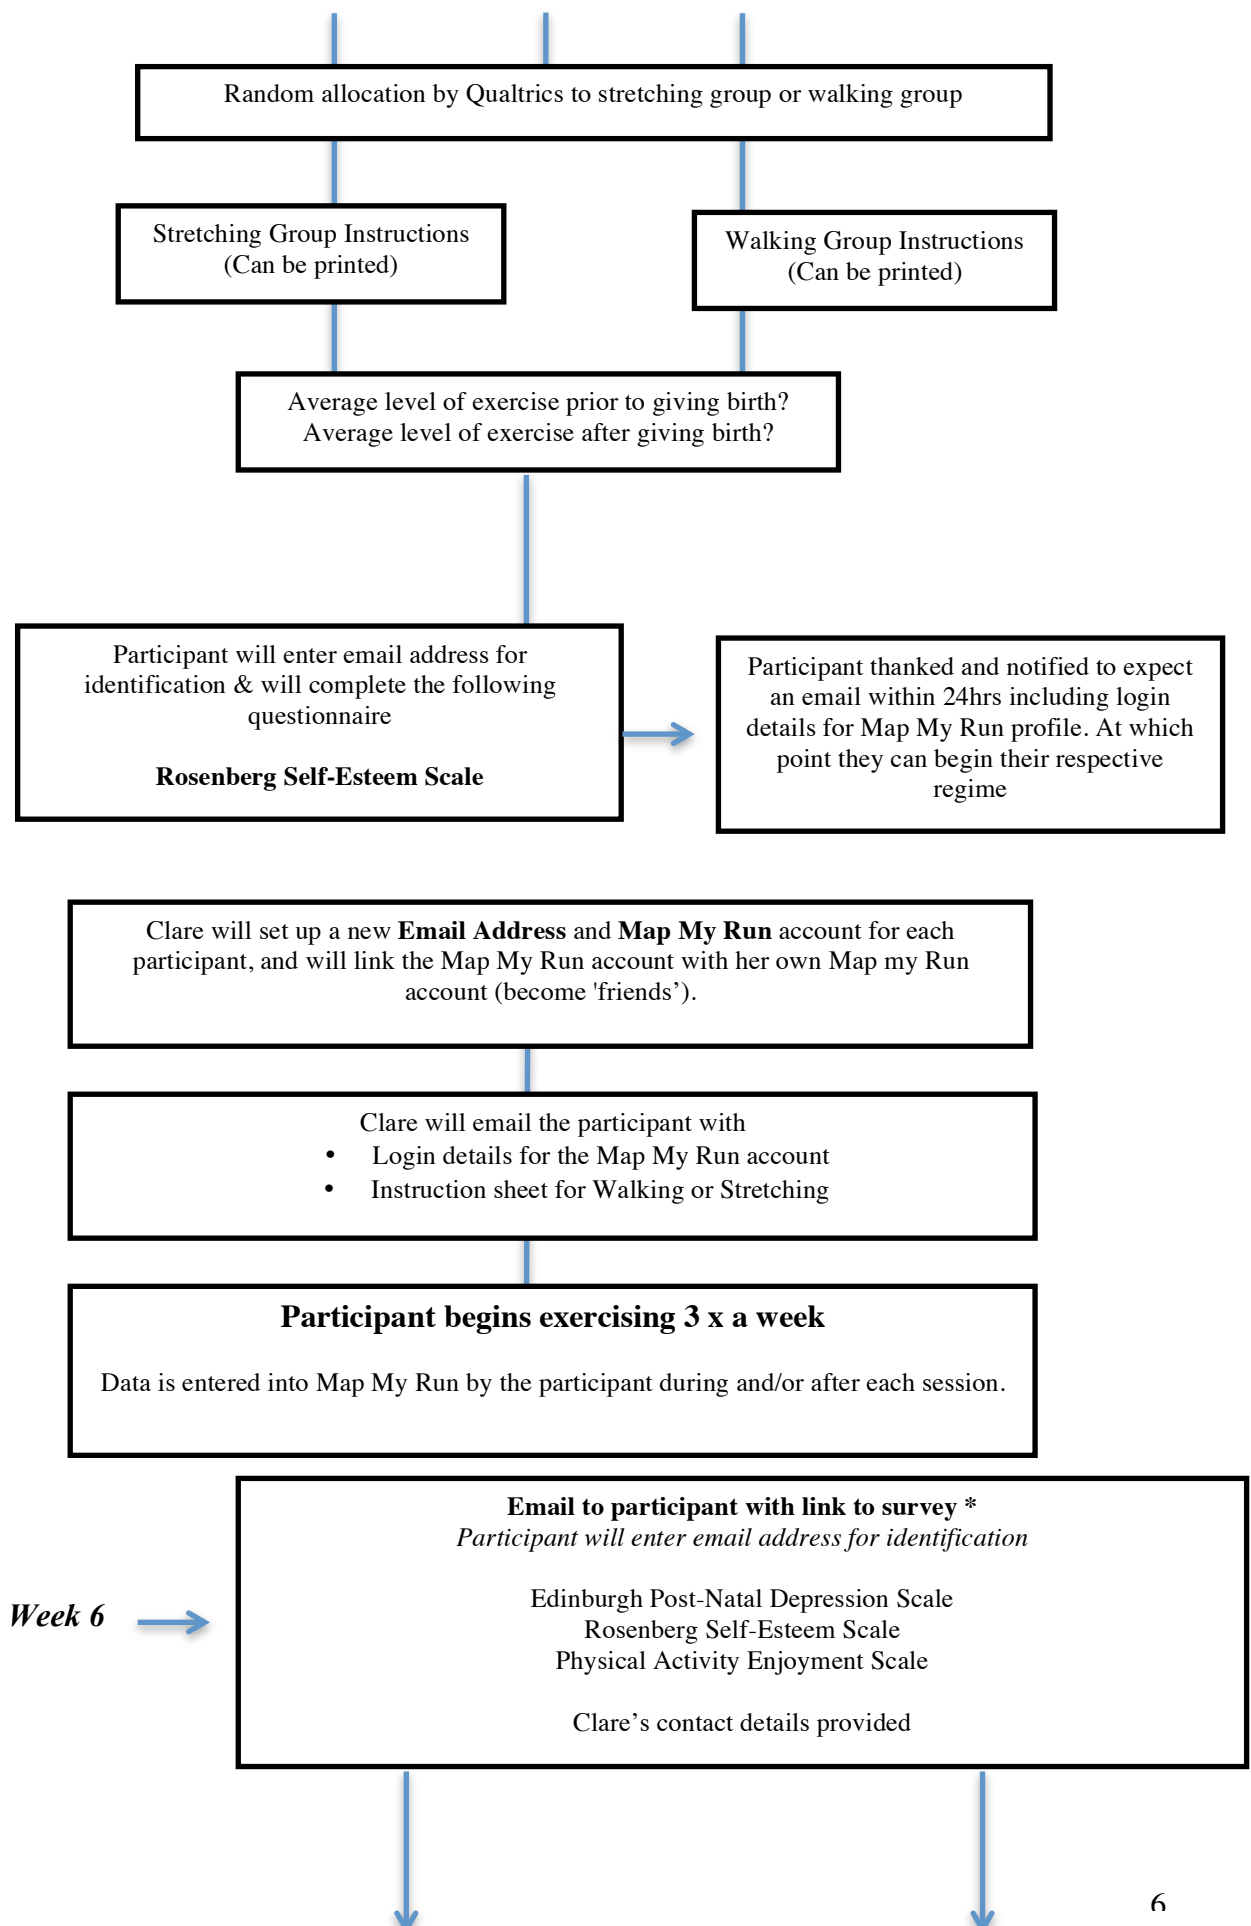 Random allocation by Qualtrics to stretching group or walking group
Stretching Group Instructions
(Can be printed)
Walking Group Instructions
(Can be printed)
Average level of exercise prior to giving birth?
Average level of exercise after giving birth?
Participant will enter email address for
identification & will complete the following
questionnaire
Rosenberg Self-Esteem Scale
Participant thanked and notified to expect
an email within 24hrs including login
details for Map My Run profile. At which
point they can begin their respective
regime
Clare will set up a new Email Address and Map My Run account for each
participant, and will link the Map My Run account with her own Map my Run
account (become 'friends’).
Clare will email the participant with
• Login details for the Map My Run account
• Instruction sheet for Walking or Stretching
Participant begins exercising 3 x a week
Data is entered into Map My Run by the participant during and/or after each session.
Week 6
Email to participant with link to survey *
Participant will enter email address for identification
Edinburgh Post-Natal Depression Scale
Rosenberg Self-Esteem Scale
Physical Activity Enjoyment Scale
Clare’s contact details provided
6